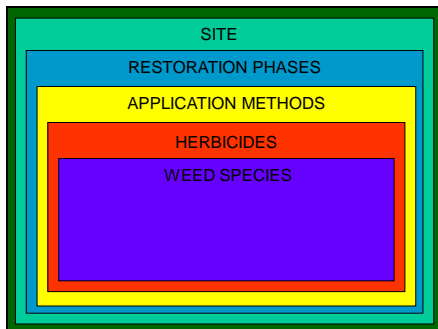 SITE
RESTORATION PHASES
APPLICATION METHODS
HERBICIDES
WEED SPECIES